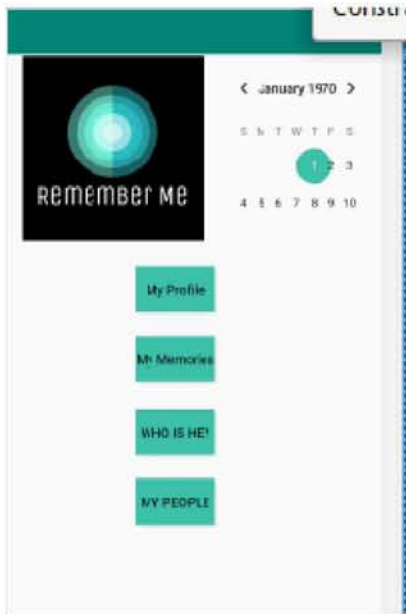 Constra
Remember Me
January 1970
S M T W T F S
1 2 3
4 5 6 7 8 9 10
My Profile
My Memories
WHO IS HE?
MY PEOPLE